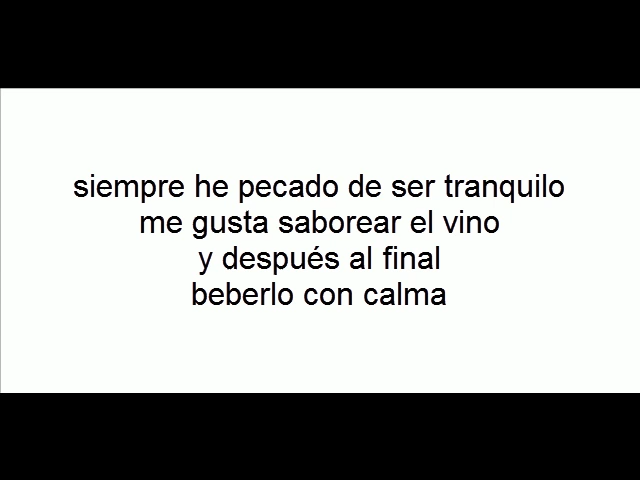 siempre he pecado de ser tranquilo
me gusta saborear el vino
y después al final
beberlo con calma